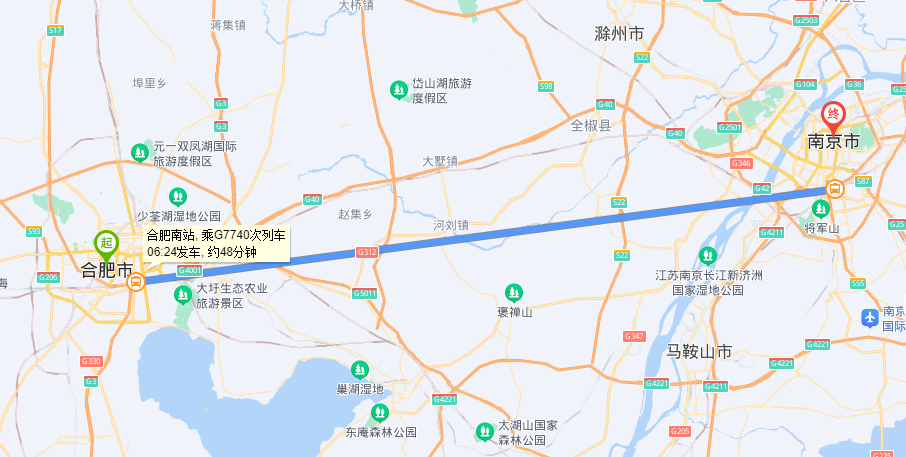 大桥镇
蒋集镇
G2503
滁州市
S17
S22
埠里乡
岱山湖旅游
度假区
S98
G104
G36
G3
G40
终
全椒县
G3
G2501
G40
南京市
元一双凤湖国际
旅游度假区
大墅镇
G346
S87
G42
少荃湖湿地公园
G40
S22
赵集乡
河刘镇
将军山
S33
合肥南站, 乘G7740次列车
06:24发车, 约48分钟
起
G4211
G312
S22
合肥市
G4001
G206
海
江苏南京长江新济洲
国家湿地公园
大圩生态农业
旅游景区
G5011
S55
褒禅山
南京
国际
G347
马鞍山市
G4221
G4221
G330
G3
巢湖湿地
G4221
G4211
G4221
东庵森林公园
太湖山国家
森林公园
G205
G235